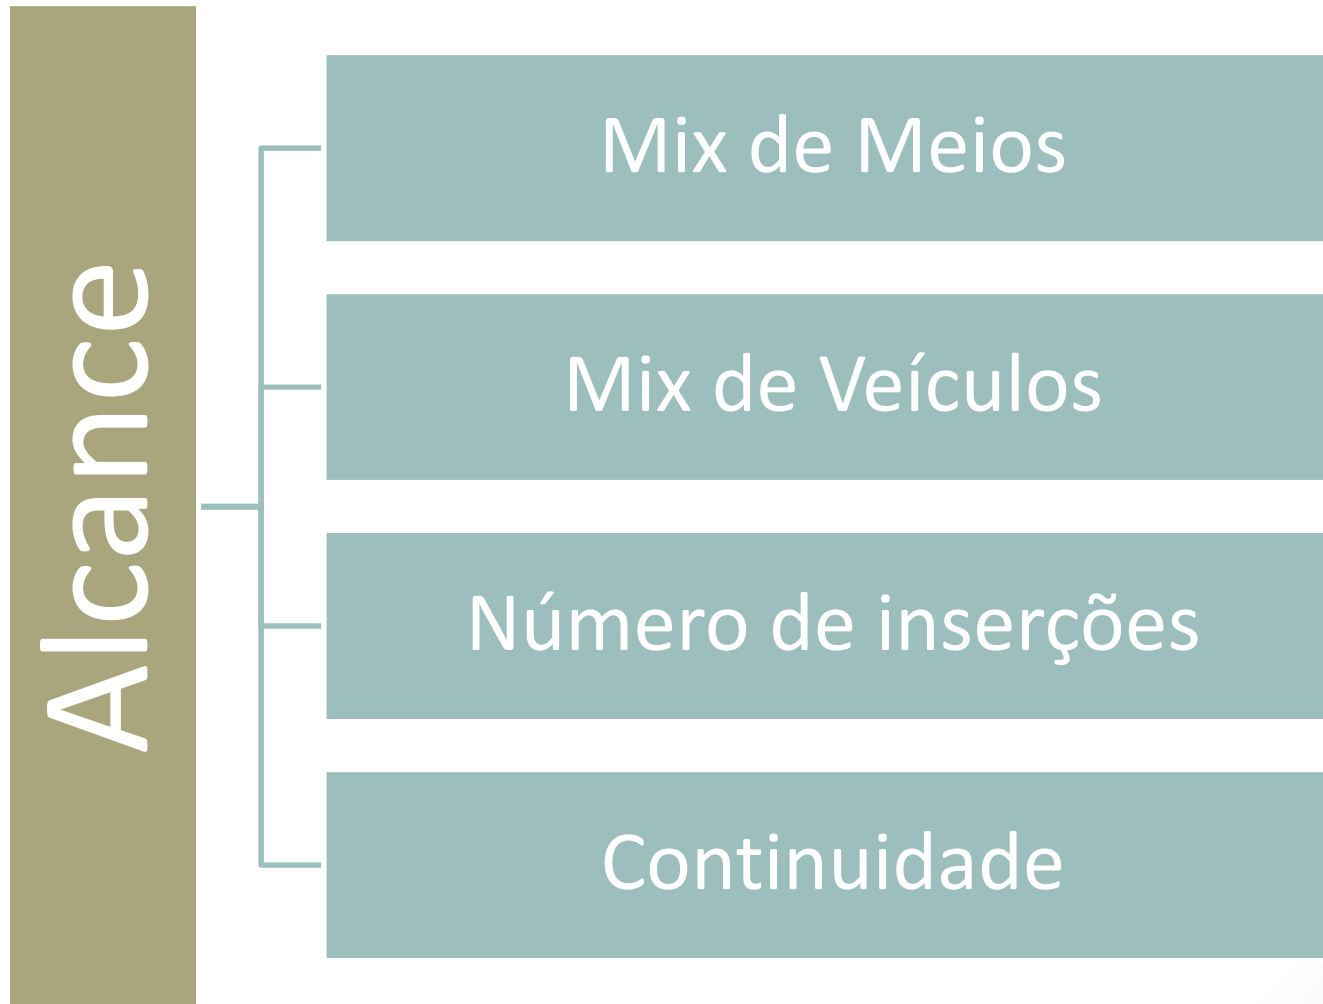 Alcance
Mix de Meios
Mix de Veículos
Número de inserções
Continuidade